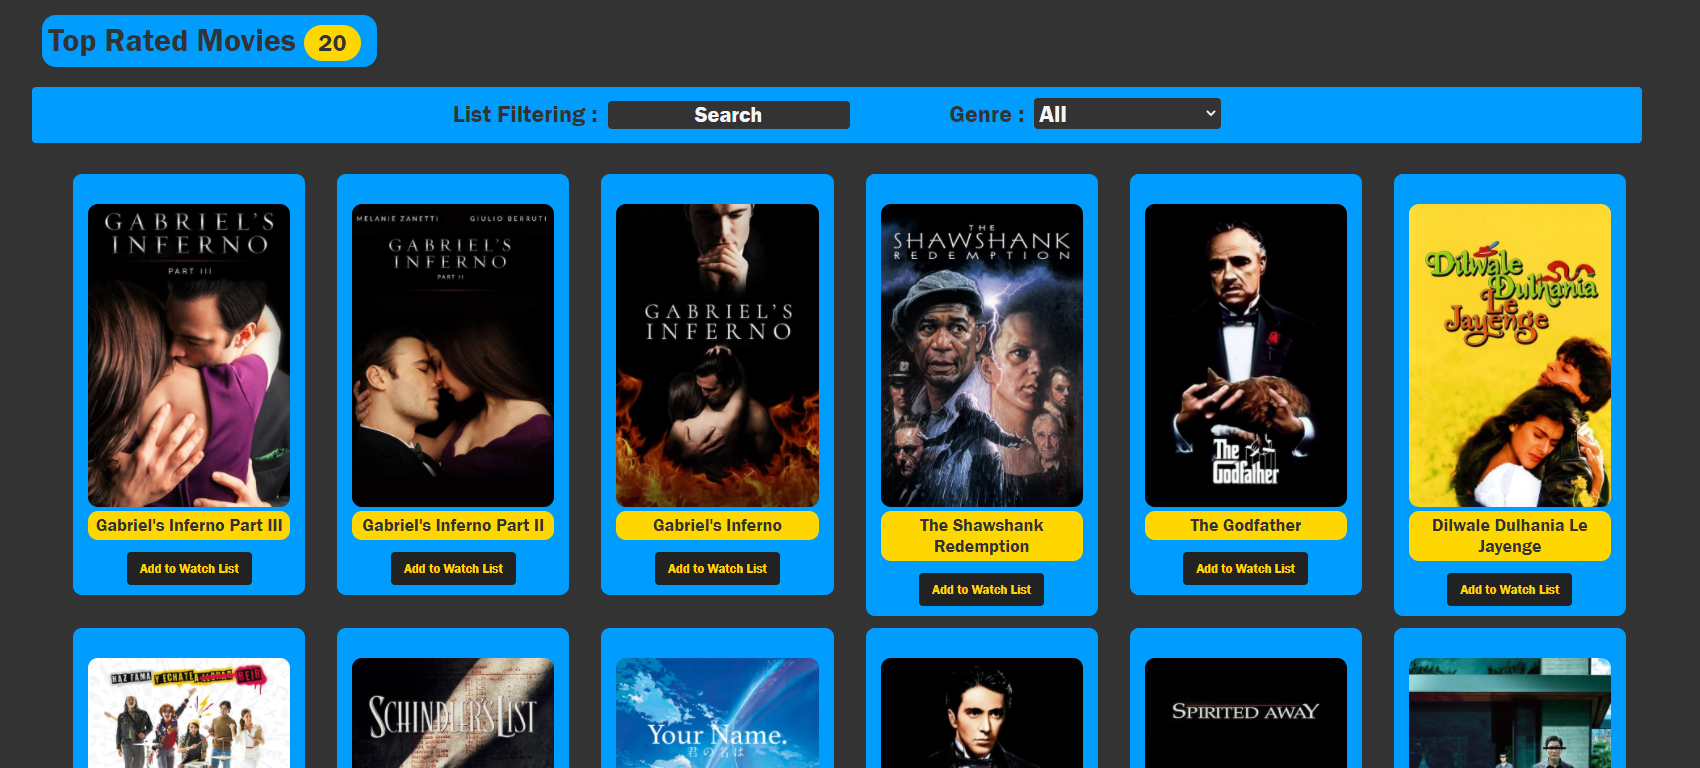 Top Rated Movies 20
List Filtering : Search Genre : All
GABRIEL'S
INFERNO
PART III
MELANIE ZANETTI GIULIO BERRUTI
GABRIEL'S
INFERNO
PART II
GABRIEL'S
INFERNO
THE
SHAWSHANK
REDEMPTION
The
Godfather
Dilwale
Dulhania
Le
Jayenge
Gabriel's Inferno Part III
Gabriel's Inferno Part II
Gabriel's Inferno
The Shawshank
Redemption
The Godfather
Dilwale Dulhania Le
Jayenge
Add to Watch List
Add to Watch List
Add to Watch List
Add to Watch List
Add to Watch List
Add to Watch List
HAZ FAMA Y ÉCHATE A LLORAR REIR
SCHINDLER'S LIST
Your Name.
君の名は
SPIRITED AWAY